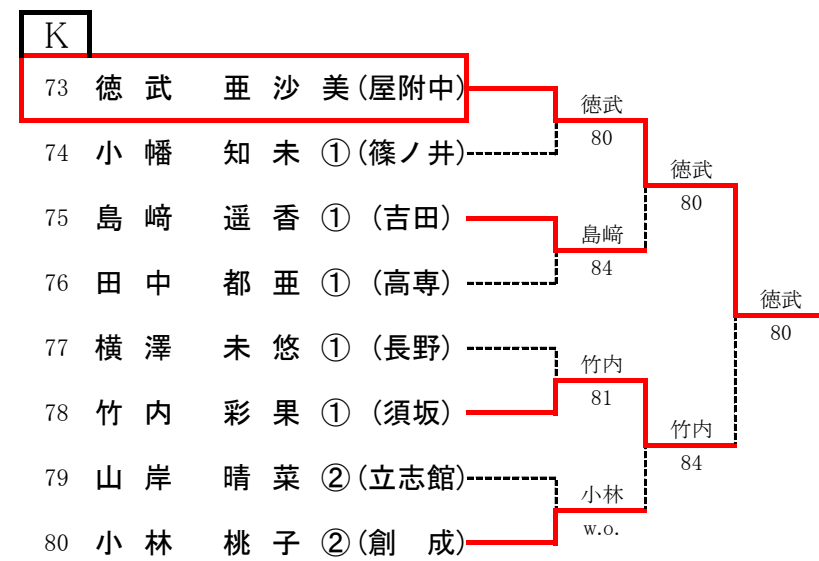 K
73 徳武 亜沙美(屋附中)
74 小幡 知未 ①(篠ノ井)
75 島﨑 遥香 ①(吉田)
76 田中 都亜 ①(高専)
77 横澤 未悠 ①(長野)
78 竹内 彩果 ①(須坂)
79 山岸 晴菜 ②(立志館)
80 小林 桃子 ②(創 成)
徳武
80
島﨑
84
竹内
81
小林
w.o.
徳武
80
竹内
84
徳武
80